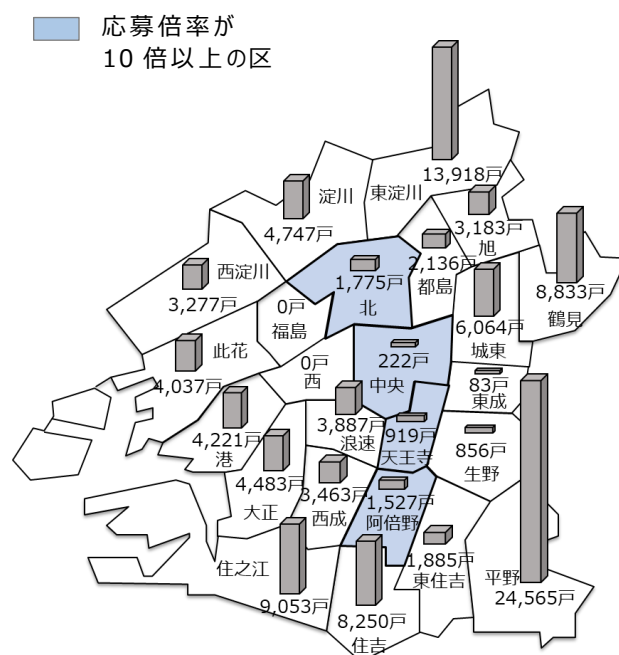 応募倍率が
10 倍以上の区
13,918戸
東淀川
淀川
4,747戸
3,183戸
旭
2,136戸
都島
西淀川
3,277戸
1,775戸
北
8,833戸
鶴見
0戸
福島
6,064戸
城東
此花
4,037戸
0戸
西
222戸
中央
83戸
東成
3,887戸
浪速
919戸
天王寺
4,221戸
港
856戸
生野
4,483戸
大正
3,463戸
西成
1,527戸
阿倍野
1,885戸
東住吉
住之江
9,053戸
8,250戸
住吉
平野
24,565戸